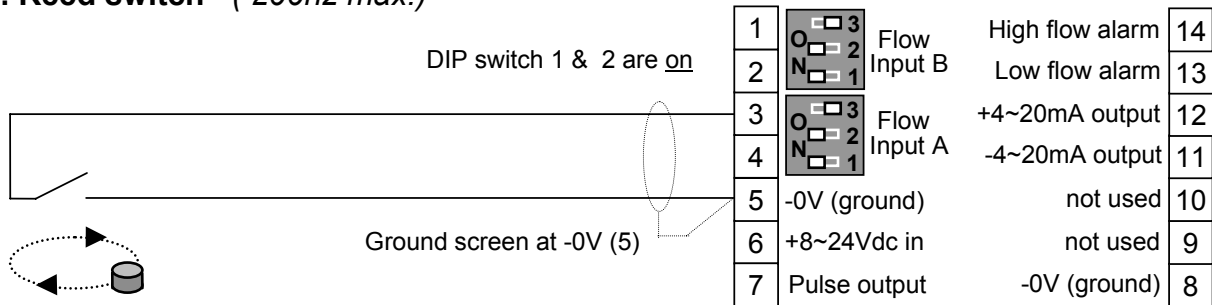 . Reed switch max.)
DIP switch 1 & 2 are on
Ground screen at -0V (5)
1
2
3
4
5 -0V (ground)
6 +8~24Vdc in
7 Pulse output
ON
3
2
1
Flow
Input B
ON
3
2
1
Flow
Input A
High flow alarm 14
Low flow alarm 13
+4~20mA output 12
-4~20mA output 11
not used 10
not used 9
-0V (ground) 8